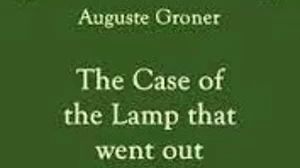 Auguste Groner
The Case of
the Lamp that
went out